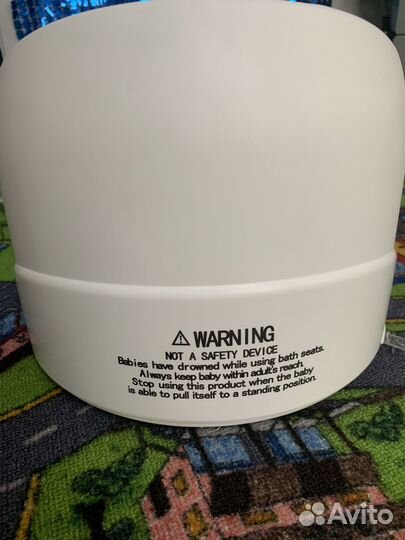 ⚠ WARNING
NOT A SAFETY DEVICE
Babies have drowned while using bath seats.
Always keep baby within adult's reach.
Stop using this product when the baby
is able to pull itself to a standing position.
Avito